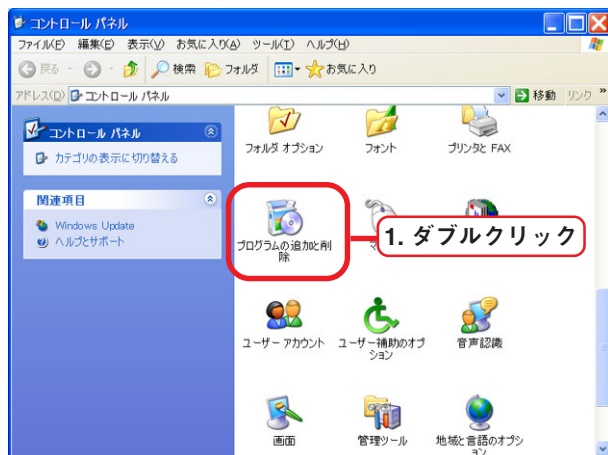 コントロール パネル
ファイル(F) 編集(E) 表示(V) お気に入り(A) ツール(T) ヘルプ(H)
戻る 検索 フォルダ お気に入り
アドレス(D) コントロール パネル 移動 リンク »
コントロール パネル
カテゴリの表示に切り替える
関連項目
Windows Update
ヘルプとサポート
フォルダ オプション フォント プリンタと FAX
プログラムの追加と削
除
1. ダブルクリック
ユーザー アカウント ユーザー補助のオプ
ション 音声認識
画面 管理ツール 地域と言語のオプシ
ョン